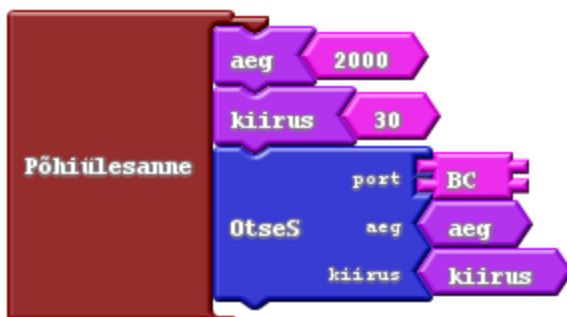 aeg 2000
kiirus 30
Põhiülesanne
port BC
OtseS aeg aeg
kiirus kiirus